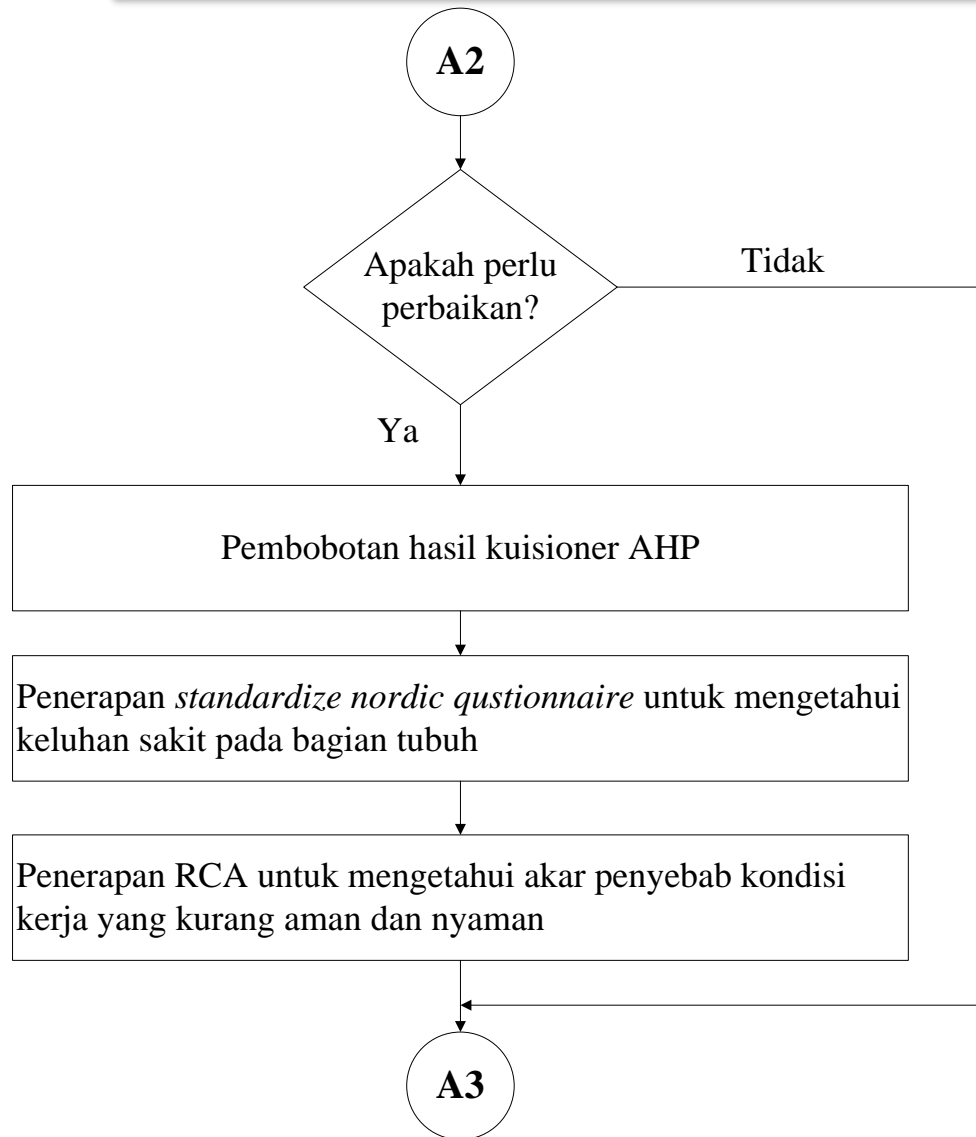 A2
Apakah perlu
perbaikan?
Tidak
Ya
Pembobotan hasil kuisioner AHP
Penerapan standardize nordic qustionnaire untuk mengetahui
keluhan sakit pada bagian tubuh
Penerapan RCA untuk mengetahui akar penyebab kondisi
kerja yang kurang aman dan nyaman
A3